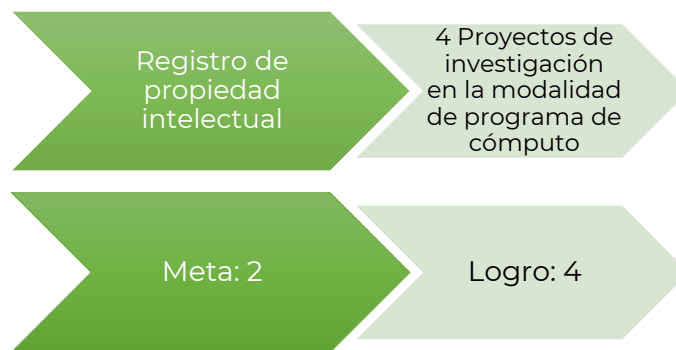 Registro de
propiedad
intelectual
4 Proyectos de
investigación
en la modalidad
de programa de
cómputo
Meta: 2
Logro: 4